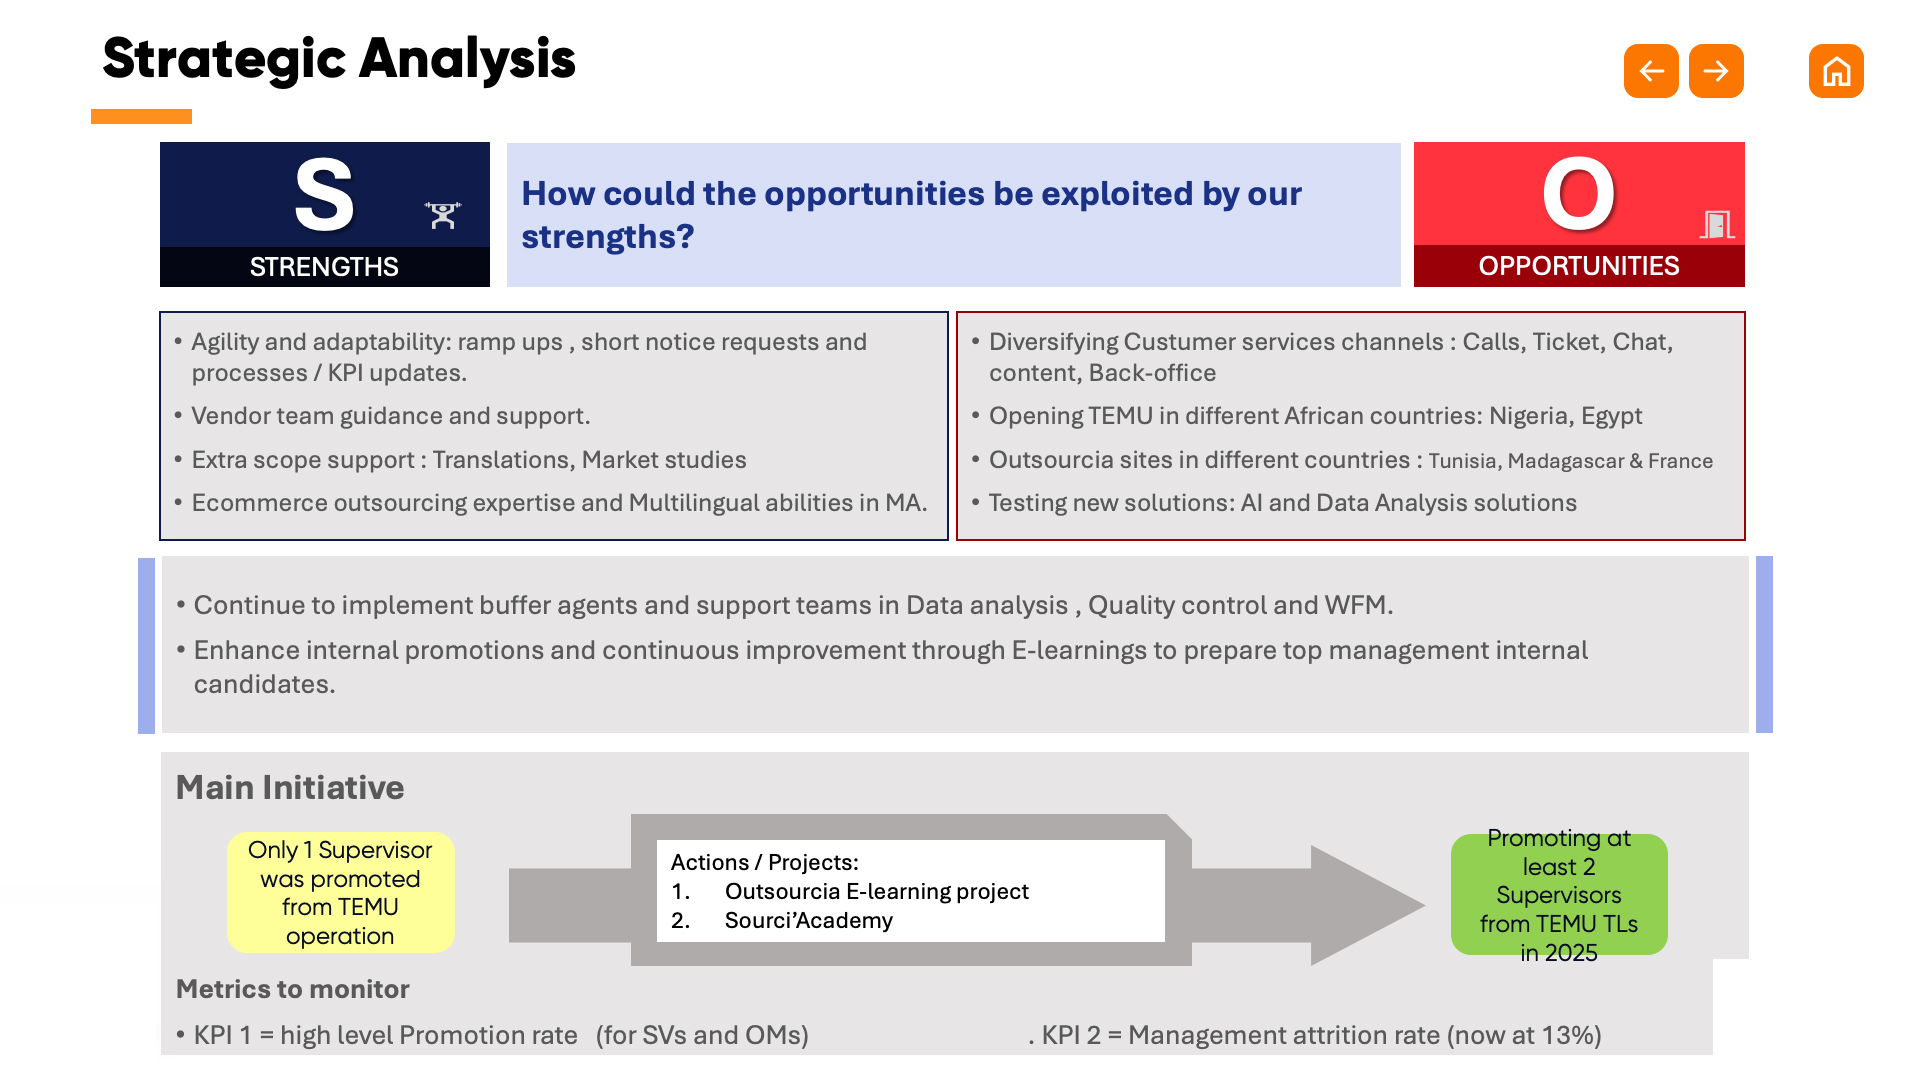 Strategic Analysis
S
STRENGTHS
How could the opportunities be exploited by our
strengths?
O
OPPORTUNITIES
• Agility and adaptability: ramp ups , short notice requests and
processes / KPI updates.
• Vendor team guidance and support.
• Extra scope support : Translations, Market studies
• Ecommerce outsourcing expertise and Multilingual abilities in MA.
• Diversifying Custumer services channels : Calls, Ticket, Chat,
content, Back-office
• Opening TEMU in different African countries: Nigeria, Egypt
• Outsourcia sites in different countries : Tunisia, Madagascar & France
• Testing new solutions: AI and Data Analysis solutions
• Continue to implement buffer agents and support teams in Data analysis , Quality control and WFM.
• Enhance internal promotions and continuous improvement through E-learnings to prepare top management internal
candidates.
Main Initiative
Only 1 Supervisor
was promoted
from TEMU
operation
Actions / Projects:
1. Outsourcia E-learning project
2. Sourci’Academy
Promoting at
least 2
Supervisors
from TEMU TLs
in 2025
Metrics to monitor
• KPI 1 = high level Promotion rate (for SVs and OMs)
. KPI 2 = Management attrition rate (now at 13%)